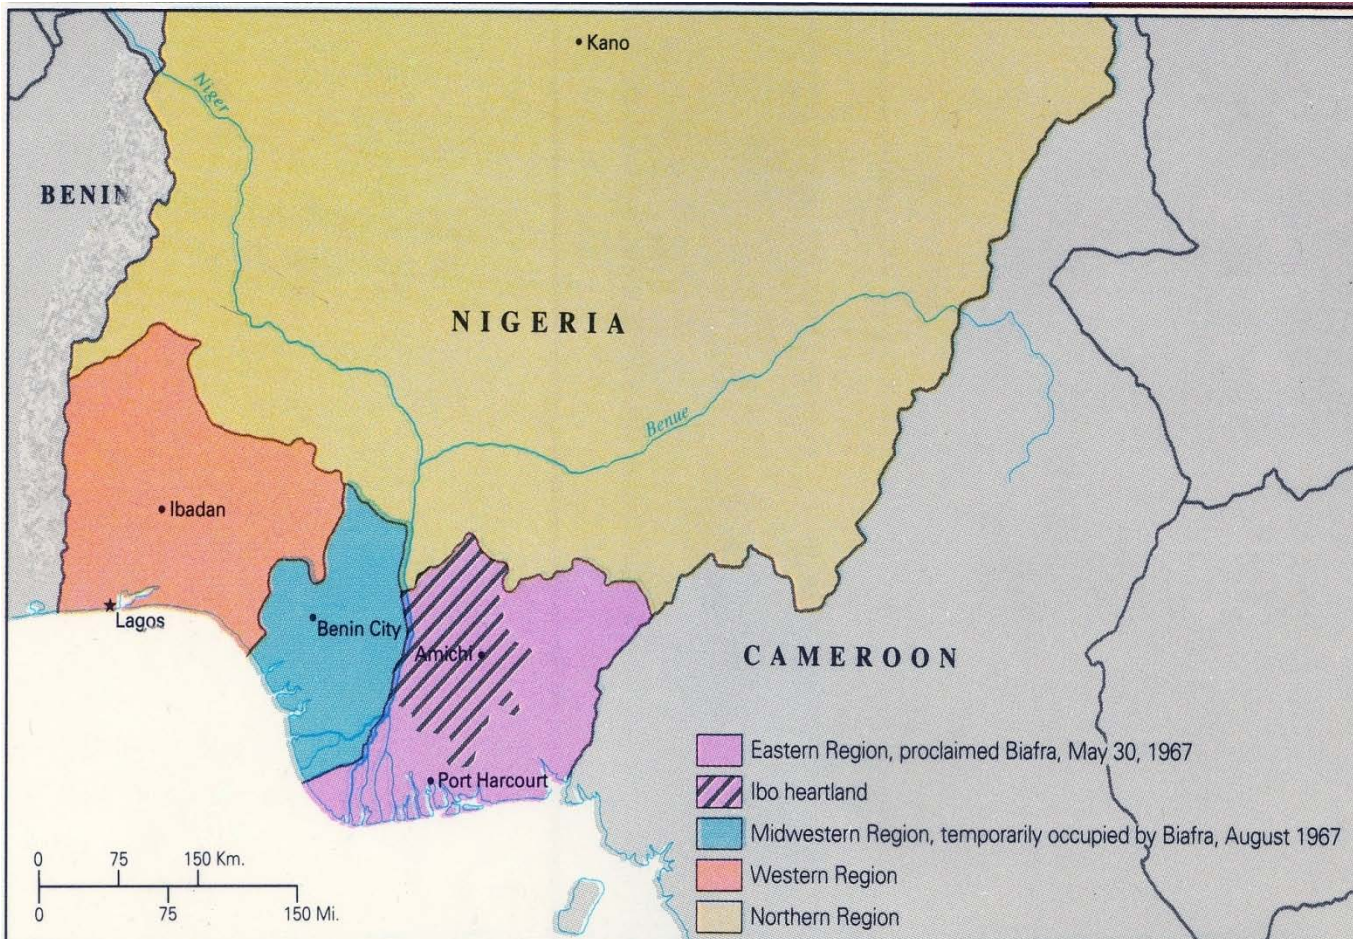 Kano
Niger
BENIN
NIGERIA
Benue
Ibadan
Lagos
Benin City
Amichi
CAMEROON
Port Harcourt
Eastern Region, proclaimed Biafra, May 30, 1967
Ibo heartland
Midwestern Region, temporarily occupied by Biafra, August 1967
Western Region
Northern Region
0 75 150 Km.
0 75 150 Mi.